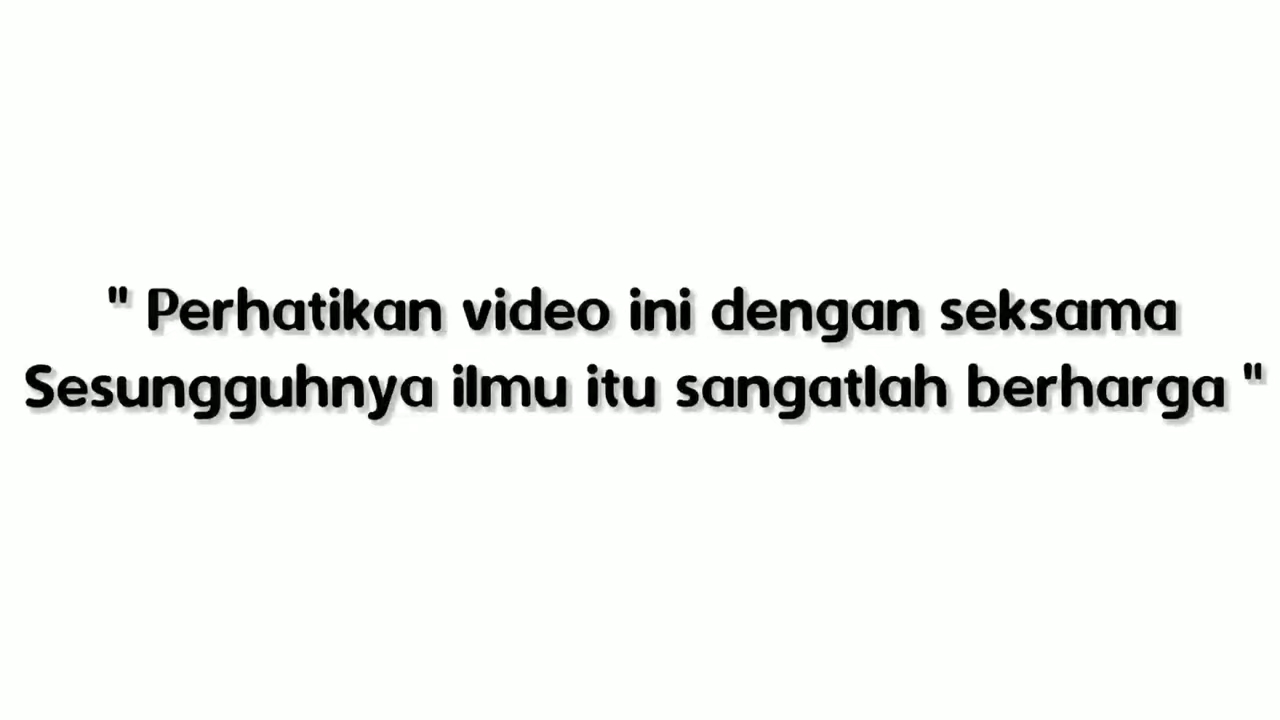 " Perhatikan video ini dengan seksama
Sesungguhnya ilmu itu sangatlah berharga "